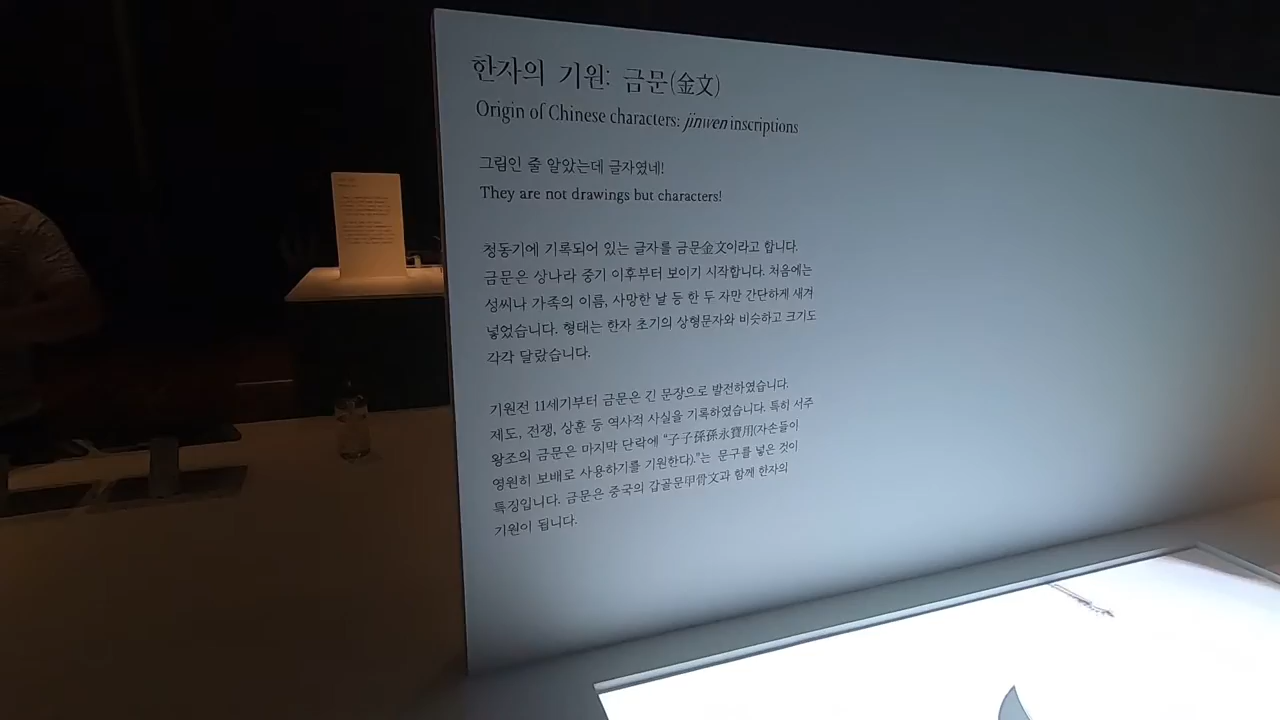 한자의 기원: 금문(金文)
Origin of Chinese characters: jinwen inscriptions
그림인 줄 알았는데 글자였네!
They are not drawings but characters!
청동기에 기록되어 있는 글자를 금문金文이라고 합니다.
금문은 상나라 중기 이후부터 보이기 시작합니다. 처음에는
성씨나 가족의 이름, 사망한 날 등 한 두 자만 간단하게 새겨
넣었습니다. 형태는 한자 초기의 상형문자와 비슷하고 크기도
각각 달랐습니다.
기원전 11세기부터 금문은 긴 문장으로 발전하였습니다.
제도, 전쟁, 상훈 등 역사적 사실을 기록하였습니다. 특히 서주
왕조의 금문은 마지막 단락에 “子子孫孫永寶用(자손들이
영원히 보배로 사용하기를 기원한다).”는 문구를 넣은 것이
특징입니다. 금문은 중국의 갑골문甲骨文과 함께 한자의
기원이 됩니다.